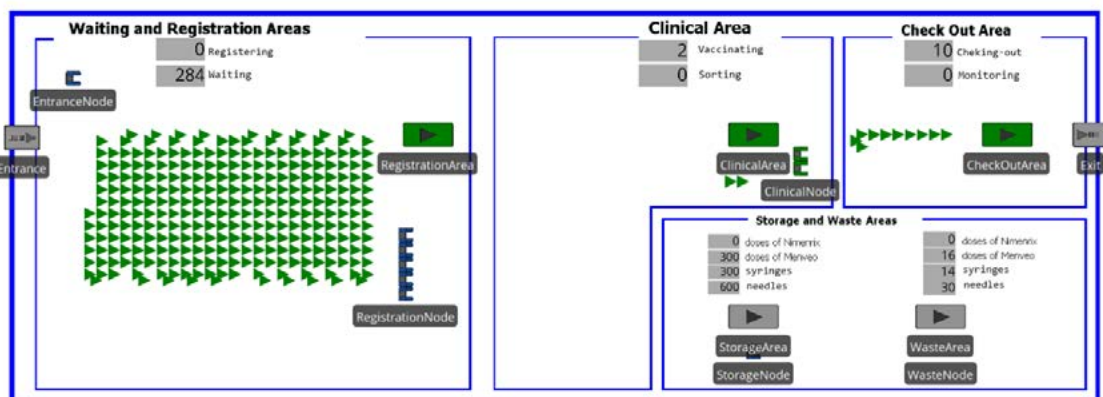 Waiting and Registration Areas
0 Registering
284 Waiting
EntranceNode
Entrance
RegistrationArea
RegistrationNode
Clinical Area
2 Vaccinating
0 Sorting
ClinicalArea
ClinicalNode
Check Out Area
10 Cheking-out
0 Monitoring
CheckOutArea
Exit
Storage and Waste Areas
0 doses of Nimenrix
300 doses of Menveo
300 syringes
600 needles
StorageArea
StorageNode
0 doses of Nimenrix
16 doses of Menveo
14 syringes
30 needles
WasteArea
WasteNode